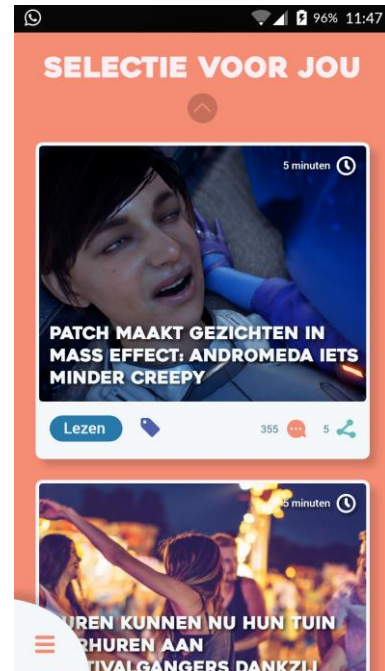 96% 11:47
SELECTIE VOOR JOU
5 minuten
PATCH MAAKT GEZICHTEN IN
MASS EFFECT: ANDROMEDA IETS
MINDER CREEPY
Lezen 355 5
5 minuten
KUNNEN NU HUN TUIN
AAN
DANKZIJ